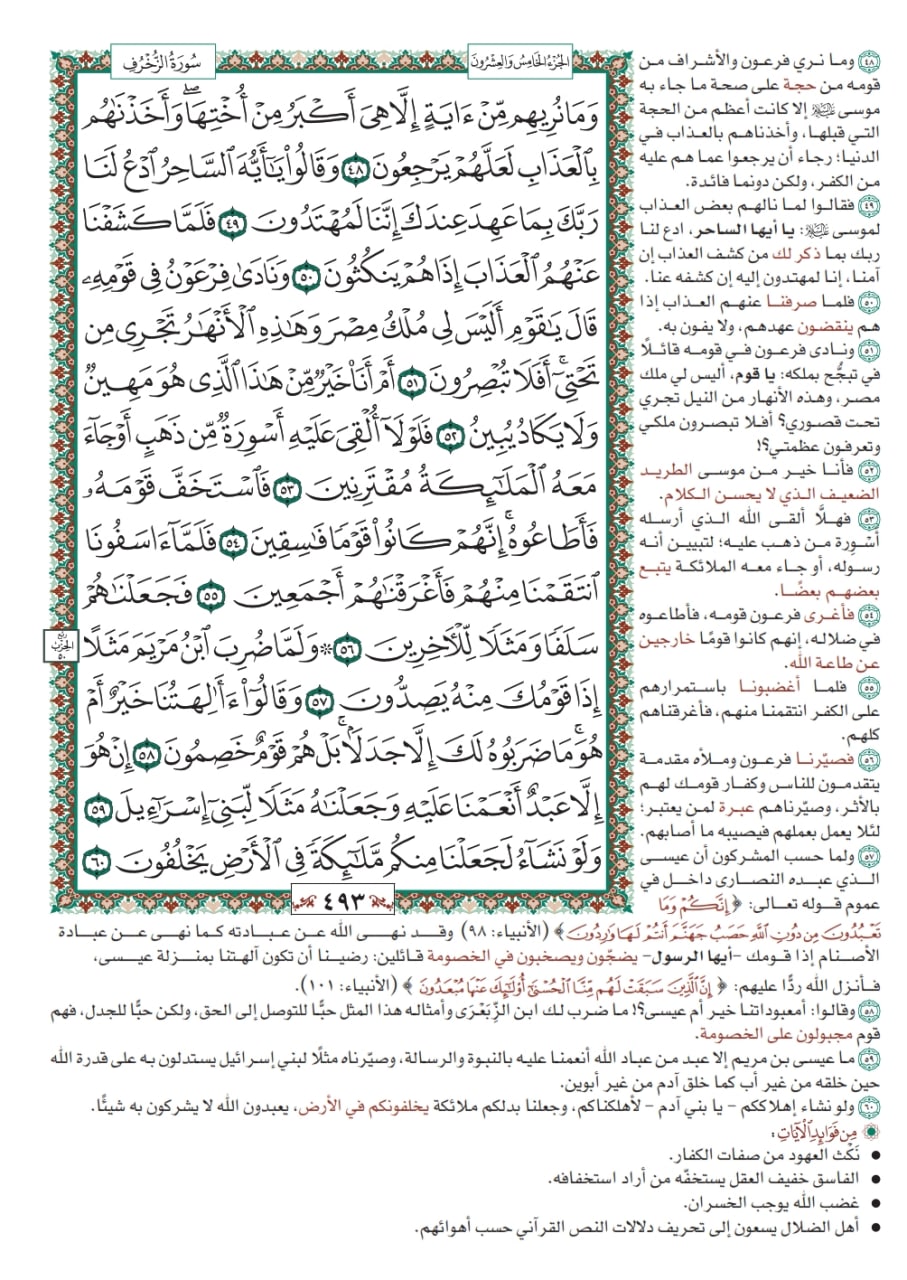 سُورَةُ الزُّخْرُفِ
الجُزْءُ الخَامِسُ وَالعِشْرُونَ
وَمَا نُرِيهِم مِّنْ ءَايَةٍ إِلَّا هِىَ أَكْبَرُ مِنْ أُخْتِهَا ۖ وَأَخَذْنَٰهُم
بِٱلْعَذَابِ لَعَلَّهُمْ يَرْجِعُونَ ٤٨ وَقَالُوا۟ يَٰٓأَيُّهَ ٱلسَّاحِرُ ٱدْعُ لَنَا
رَبَّكَ بِمَا عَهِدَ عِندَكَ إِنَّنَا لَمُهْتَدُونَ ٤٩ فَلَمَّا كَشَفْنَا
عَنْهُمُ ٱلْعَذَابَ إِذَا هُمْ يَنكُثُونَ ٥٠ وَنَادَىٰ فِرْعَوْنُ فِى قَوْمِهِۦ
قَالَ يَٰقَوْمِ أَلَيْسَ لِى مُلْكُ مِصْرَ وَهَٰذِهِ ٱلْأَنْهَٰرُ تَجْرِى مِن
تَحْتِىٓ ۖ أَفَلَا تُبْصِرُونَ ٥١ أَمْ أَنَا۠ خَيْرٌ مِّنْ هَٰذَا ٱلَّذِى هُوَ مَهِينٌ
وَلَا يَكَادُ يُبِينُ ٥٢ فَلَوْلَآ أُلْقِىَ عَلَيْهِ أَسْوِرَةٌ مِّن ذَهَبٍ أَوْ جَآءَ
مَعَهُ ٱلْمَلَٰٓئِكَةُ مُقْتَرِنِينَ ٥٣ فَٱسْتَخَفَّ قَوْمَهُۥ
فَأَطَاعُوهُ ۚ إِنَّهُمْ كَانُوا۟ قَوْمًا فَٰسِقِينَ ٥٤ فَلَمَّآ ءَاسَفُونَا
ٱنتَقَمْنَا مِنْهُمْ فَأَغْرَقْنَٰهُمْ أَجْمَعِينَ ٥٥ فَجَعَلْنَٰهُمْ
سَلَفًا وَمَثَلًا لِّلْءَاخِرِينَ ٥٦ ۞ وَلَمَّا ضُرِبَ ٱبْنُ مَرْيَمَ مَثَلًا
إِذَا قَوْمُكَ مِنْهُ يَصِدُّونَ ٥٧ وَقَالُوٓا۟ ءَأَٰلِهَتُنَا خَيْرٌ أَمْ
هُوَ ۚ مَا ضَرَبُوهُ لَكَ إِلَّا جَدَلًۢا ۚ بَلْ هُمْ قَوْمٌ خَصِمُونَ ٥٨ إِنْ هُوَ
إِلَّا عَبْدٌ أَنْعَمْنَا عَلَيْهِ وَجَعَلْنَٰهُ مَثَلًا لِّبَنِىٓ إِسْرَٰٓءِيلَ ٥٩
وَلَوْ نَشَآءُ لَجَعَلْنَا مِنكُم مَّلَٰٓئِكَةً فِى ٱلْأَرْضِ يَخْلُفُونَ ٦٠
ربع
الحزب
٥٠
٤٩٣
٤٨ وما نري فرعون والأشراف من
قومه من حجة على صحة ما جاء به
موسى ﷺ إلا كانت أعظم من الحجة
التي قبلها، وأخذناهم بالعذاب في
الدنيا؛ رجاء أن يرجعوا عما هم عليه
من الكفر، ولكن دونما فائدة.
٤٩ فقالوا لما نالهم بعض العذاب
لموسى ﷺ: يا أيها الساحر، ادع لنا
ربك بما ذكر لك من كشف العذاب إن
آمنا، إنا لمهتدون إليه إن كشفه عنا.
٥٠ فلما صرفنا عنهم العذاب إذا
هم ينقضون عهدهم، ولا يفون به.
٥١ ونادى فرعون في قومه قائلًا
في تبجُّح بملكه: يا قوم، أليس لي ملك
مصر، وهذه الأنهار من النيل تجري
تحت قصوري؟ أفلا تبصرون ملكي
وتعرفون عظمتي؟!
٥٢ فأنا خير من موسى الطريد
الضعيف الذي لا يحسن الكلام.
٥٣ فهلَّا ألقى الله الذي أرسله
أسْوِرة من ذهب عليه؛ لتبيين أنه
رسوله، أو جاء معه الملائكة يتبع
بعضهم بعضًا.
٥٤ فأغرى فرعون قومه، فأطاعوه
في ضلاله، إنهم كانوا قومًا خارجين
عن طاعة الله.
٥٥ فلما أغضبونا باستمرارهم
على الكفر انتقمنا منهم، فأغرقناهم
كلهم.
٥٦ فصيّرنا فرعون وملأه مقدمة
يتقدمون للناس وكفار قومك لهم
بالأثر، وصيّرناهم عبرة لمن يعتبر؛
لئلا يعمل بعملهم فيصيبه ما أصابهم.
٥٧ ولما حسب المشركون أن عيسى
الذي عبده النصارى داخل في
عموم قوله تعالى: ﴿ إِنَّكُمْ وَمَا
تَعْبُدُونَ مِن دُونِ اللَّهِ حَصَبُ جَهَنَّمَ أَنتُمْ لَهَا وَارِدُونَ ﴾ (الأنبياء: ٩٨) وقد نهى الله عن عبادته كما نهى عن عبادة
الأصنام إذا قومك -أيها الرسول- يضجّون ويصخبون في الخصومة قائلين: رضينا أن تكون آلهتنا بمنزلة عيسى،
فأنزل الله ردًّا عليهم: ﴿ إِنَّ الَّذِينَ سَبَقَتْ لَهُم مِّنَّا الْحُسْنَىٰ أُولَٰئِكَ عَنْهَا مُبْعَدُونَ ﴾ (الأنبياء: ١٠١).
٥٨ وقالوا: أمعبوداتنا خير أم عيسى؟! ما ضرب لك ابن الزِّبَعْرَى وأمثاله هذا المثل حبًّا للتوصل إلى الحق، ولكن حبًّا للجدل، فهم
قوم مجبولون على الخصومة.
٥٩ ما عيسى بن مريم إلا عبد من عباد الله أنعمنا عليه بالنبوة والرسالة، وصيّرناه مثلًا لبني إسرائيل يستدلون به على قدرة الله
حين خلقه من غير أب كما خلق آدم من غير أبوين.
٦٠ ولو نشاء إهلاككم - يا بني آدم - لأهلكناكم، وجعلنا بدلكم ملائكة يخلفونكم في الأرض، يعبدون الله لا يشركون به شيئًا.
مِن فَوَائِدِ الْآيَاتِ:
● نَكْث العهود من صفات الكفار.
● الفاسق خفيف العقل يستخفّه من أراد استخفافه.
● غضب الله يوجب الخسران.
● أهل الضلال يسعون إلى تحريف دلالات النص القرآني حسب أهوائهم.